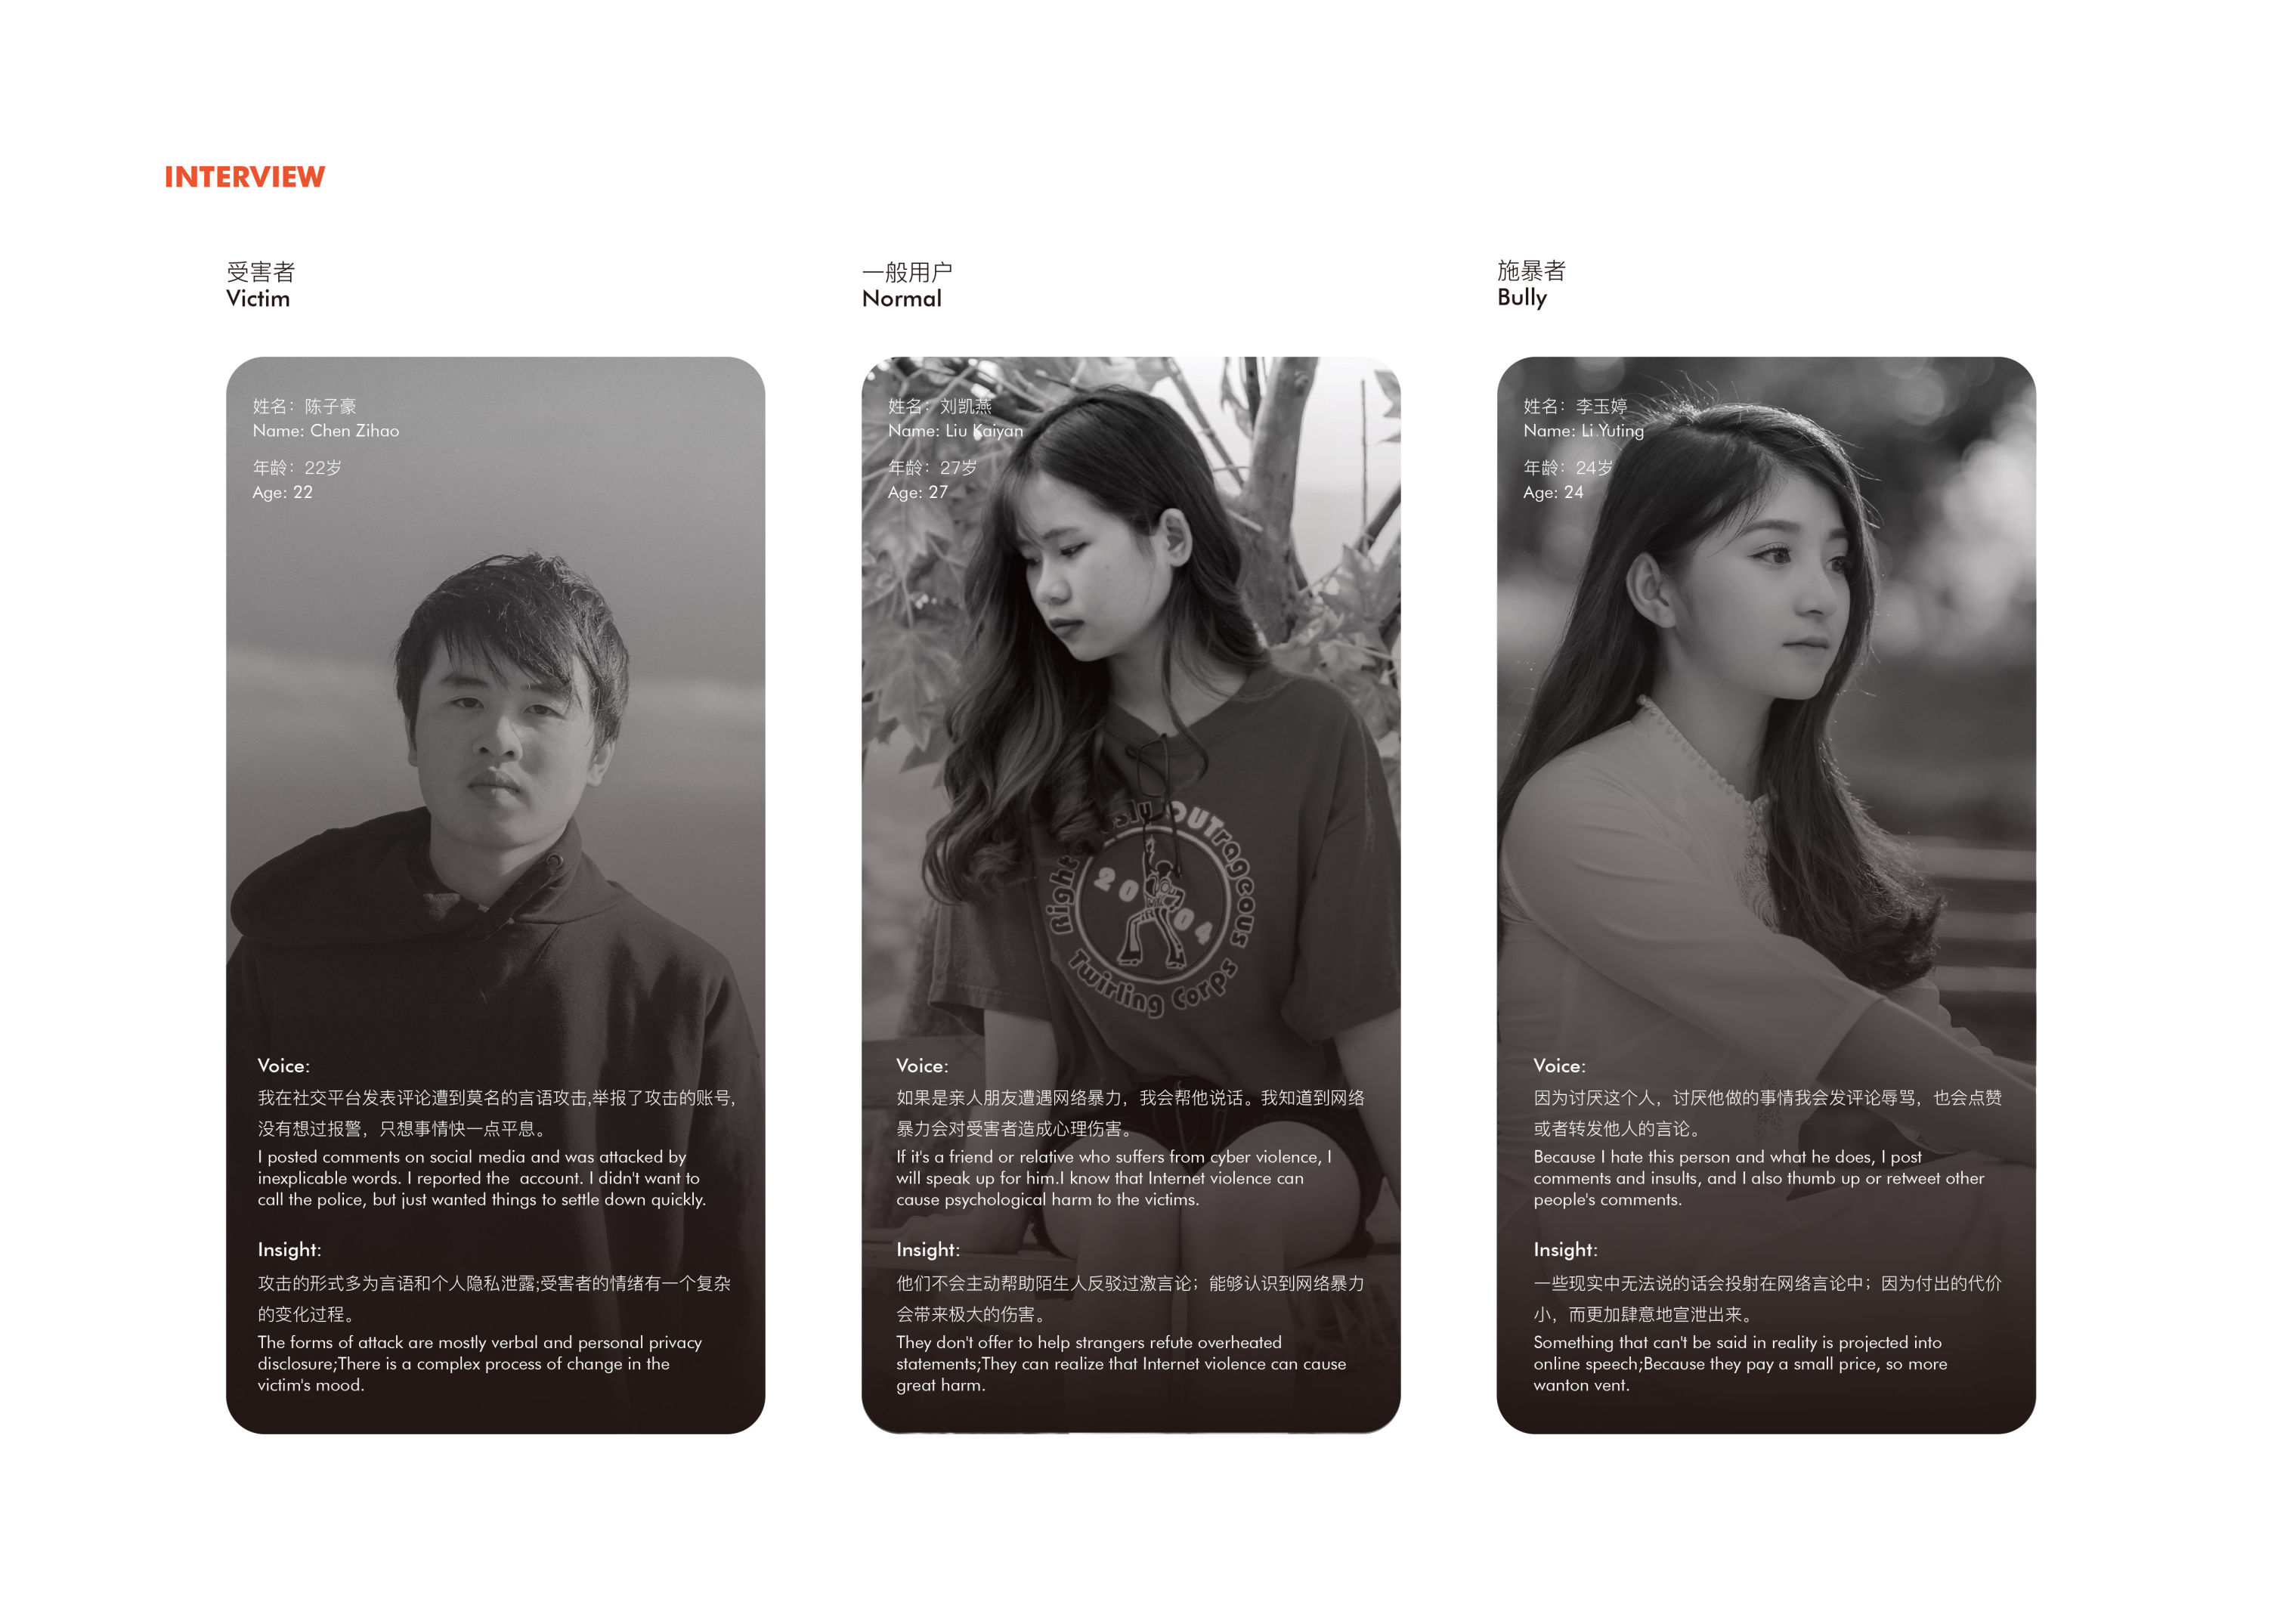 INTERVIEW
受害者
Victim
姓名：陈子豪
Name: Chen Zihao
年龄：22岁
Age: 22
Voice:
我在社交平台发表评论遭到莫名的言语攻击,举报了攻击的账号,
没有想过报警，只想事情快一点平息。
I posted comments on social media and was attacked by
inexplicable words. I reported the  account. I didn't want to
call the police, but just wanted things to settle down quickly.
Insight:
攻击的形式多为言语和个人隐私泄露;受害者的情绪有一个复杂
的变化过程。
The forms of attack are mostly verbal and personal privacy
disclosure;There is a complex process of change in the
victim's mood.
一般用户
Normal
姓名：刘凯燕
Name: Liu Kaiyan
年龄：27岁
Age: 27
Right sly OUTrageous
2004
Twirling Corps
Voice:
如果是亲人朋友遭遇网络暴力，我会帮他说话。我知道到网络
暴力会对受害者造成心理伤害。
If it's a friend or relative who suffers from cyber violence, I
will speak up for him.I know that Internet violence can
cause psychological harm to the victims.
Insight:
他们不会主动帮助陌生人反驳过激言论；能够认识到网络暴力
会带来极大的伤害。
They don't offer to help strangers refute overheated
statements;They can realize that Internet violence can cause
great harm.
施暴者
Bully
姓名：李玉婷
Name: Li Yuting
年龄：24岁
Age: 24
Voice:
因为讨厌这个人，讨厌他做的事情我会发评论辱骂，也会点赞
或者转发他人的言论。
Because I hate this person and what he does, I post
comments and insults, and I also thumb up or retweet other
people's comments.
Insight:
一些现实中无法说的话会投射在网络言论中；因为付出的代价
小，而更加肆意地宣泄出来。
Something that can't be said in reality is projected into
online speech;Because they pay a small price, so more
wanton vent.